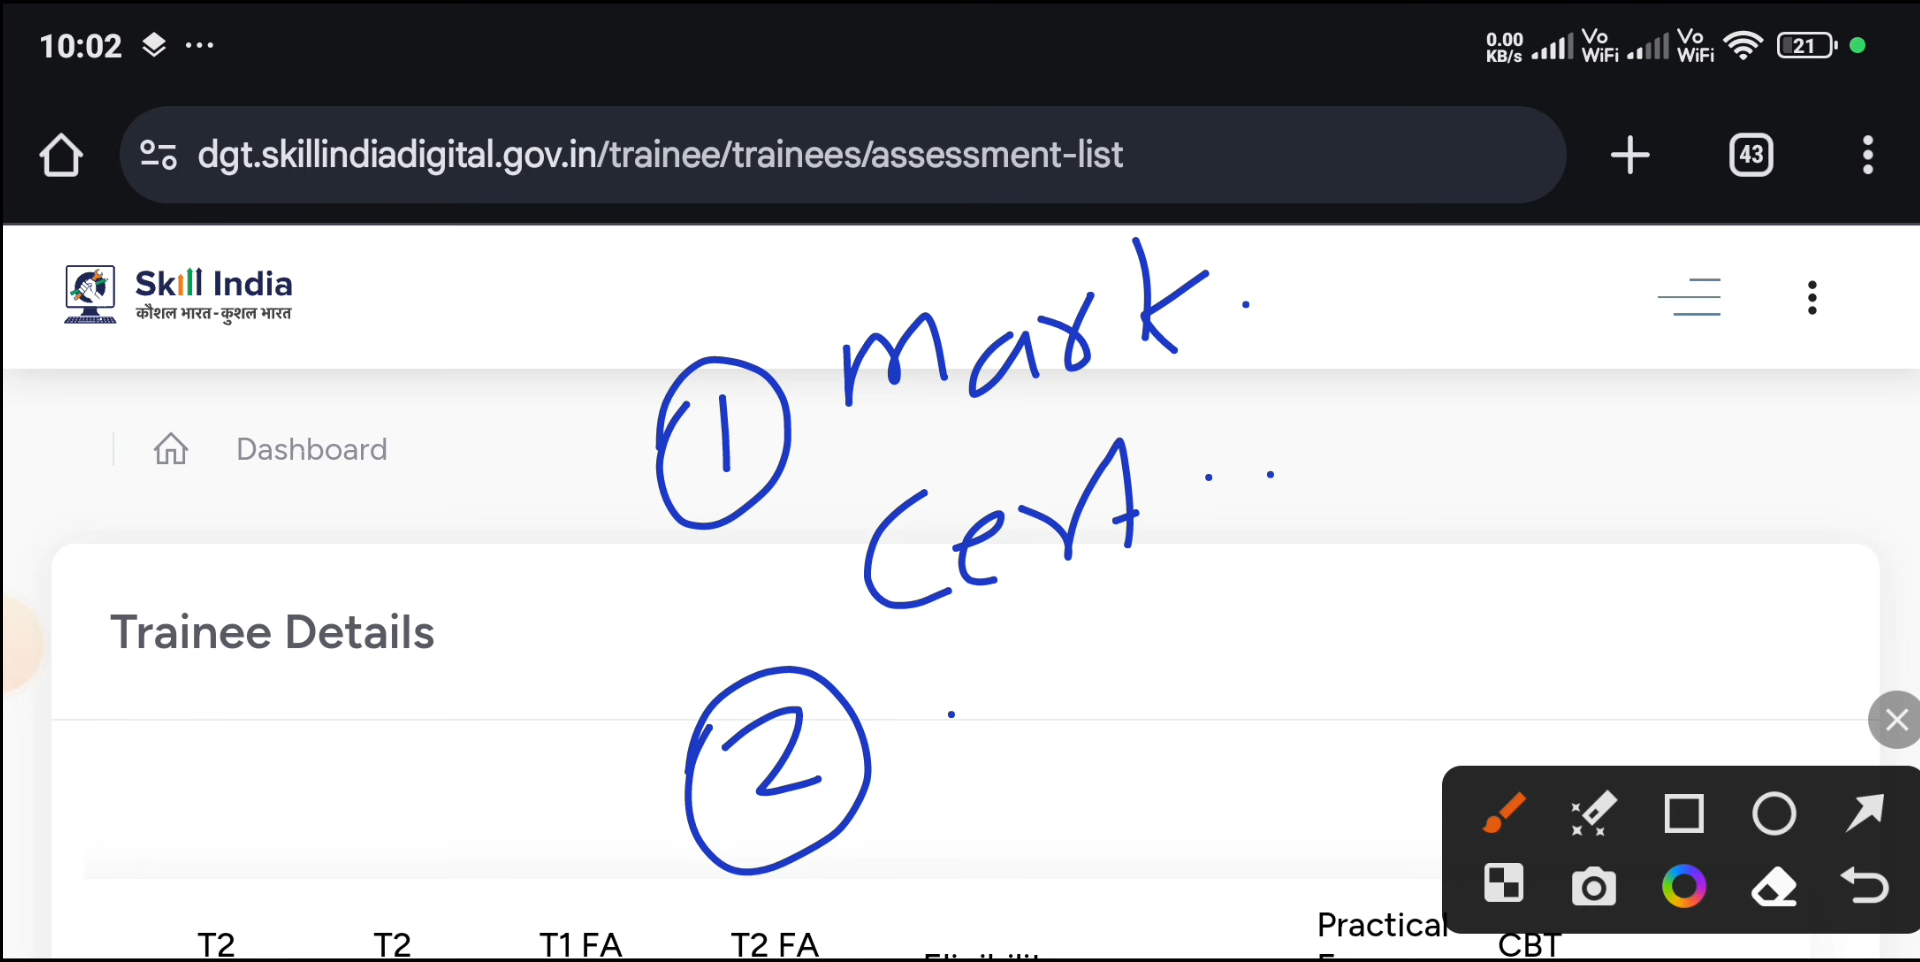 10:02 ...
0.00 KB/s Vo WiFi Vo WiFi 21
dgt.skillindiadigital.gov.in/trainee/trainees/assessment-list
43
Skill India
कौशल भारत-कुशल भारत
1 Mark.
Dashboard
Cert..
Trainee Details
2 .
T2 T2 T1 FA T2 FA Practical CBT